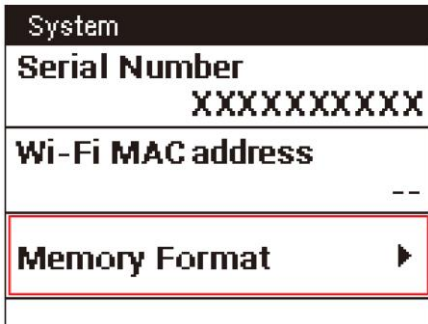 System
Serial Number
XXXXXXXXXX
Wi-Fi MAC address
--
Memory Format